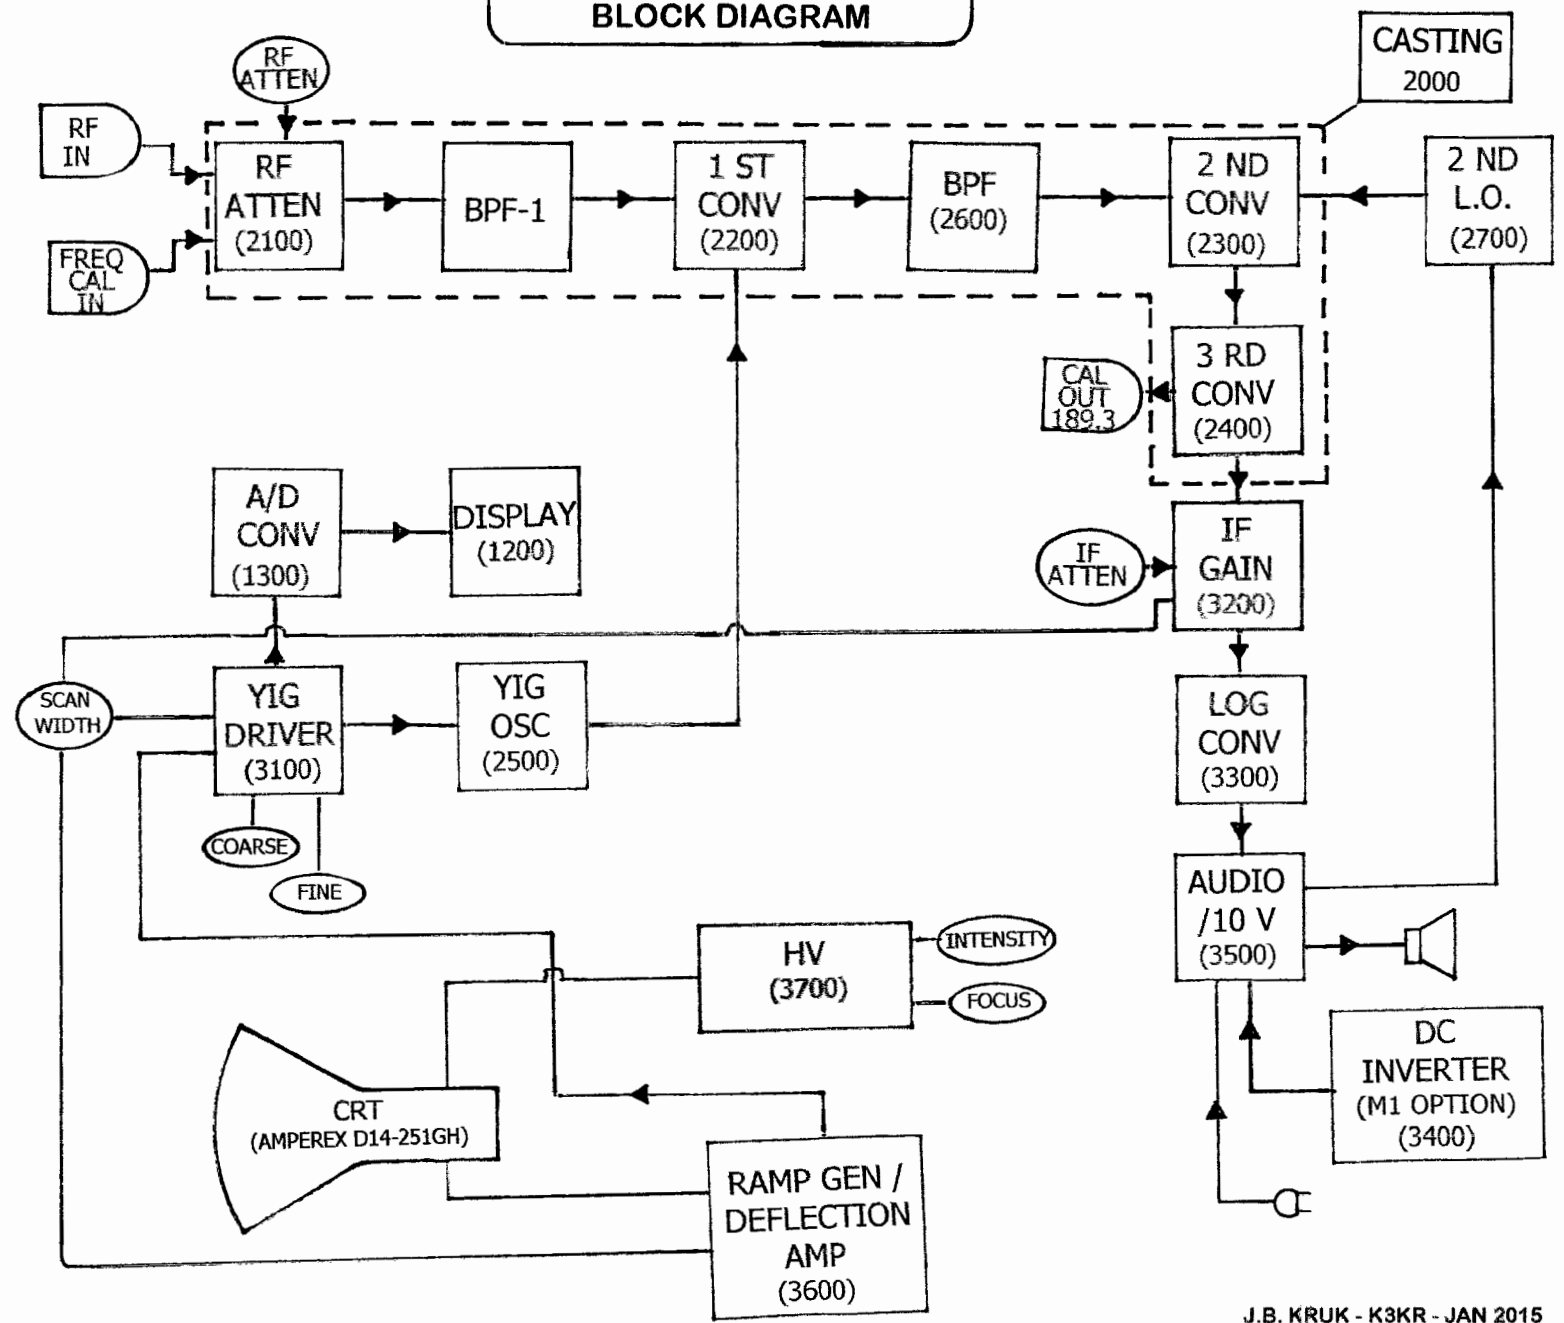 BLOCK DIAGRAM
CASTING
2000
RF
ATTEN
RF
IN
FREQ
CAL
IN
RF
ATTEN
(2100)
BPF-1
1 ST
CONV
(2200)
BPF
(2600)
2 ND
CONV
(2300)
2 ND
L.O.
(2700)
CAL
OUT
189.3
3 RD
CONV
(2400)
A/D
CONV
(1300)
DISPLAY
(1200)
IF
ATTEN
IF
GAIN
(3200)
SCAN
WIDTH
YIG
DRIVER
(3100)
YIG
OSC
(2500)
LOG
CONV
(3300)
COARSE
FINE
AUDIO
/10 V
(3500)
HV
(3700)
INTENSITY
FOCUS
DC
INVERTER
(M1 OPTION)
(3400)
CRT
(AMPEREX D14-251GH)
RAMP GEN /
DEFLECTION
AMP
(3600)
J.B. KRUK - K3KR - JAN 2015